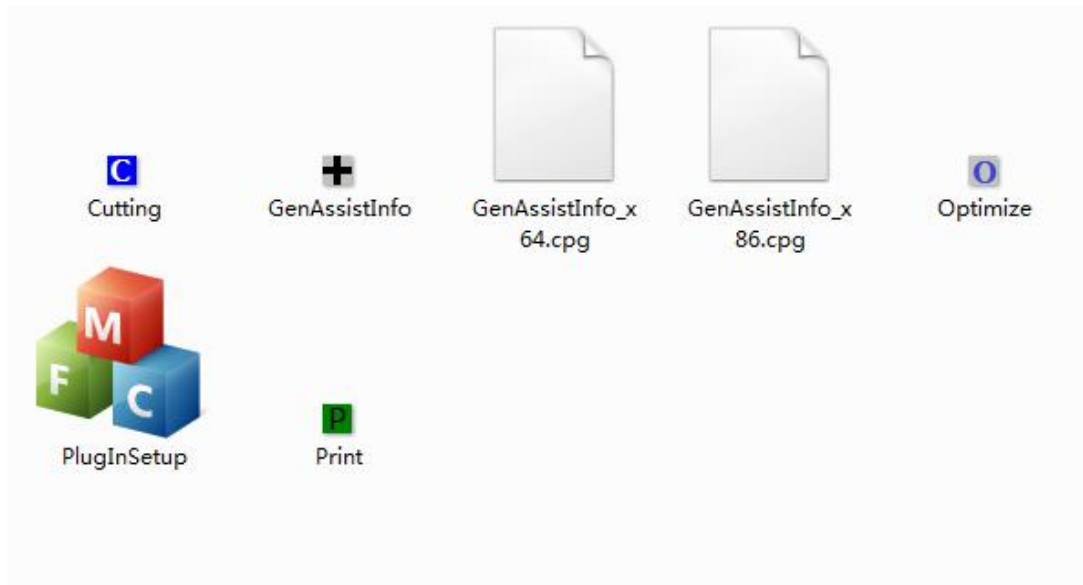 C
Cutting
GenAssistInfo
GenAssistInfo_x
64.cpg
GenAssistInfo_x
86.cpg
O
Optimize
M
F
C
PlugInSetup
P
Print